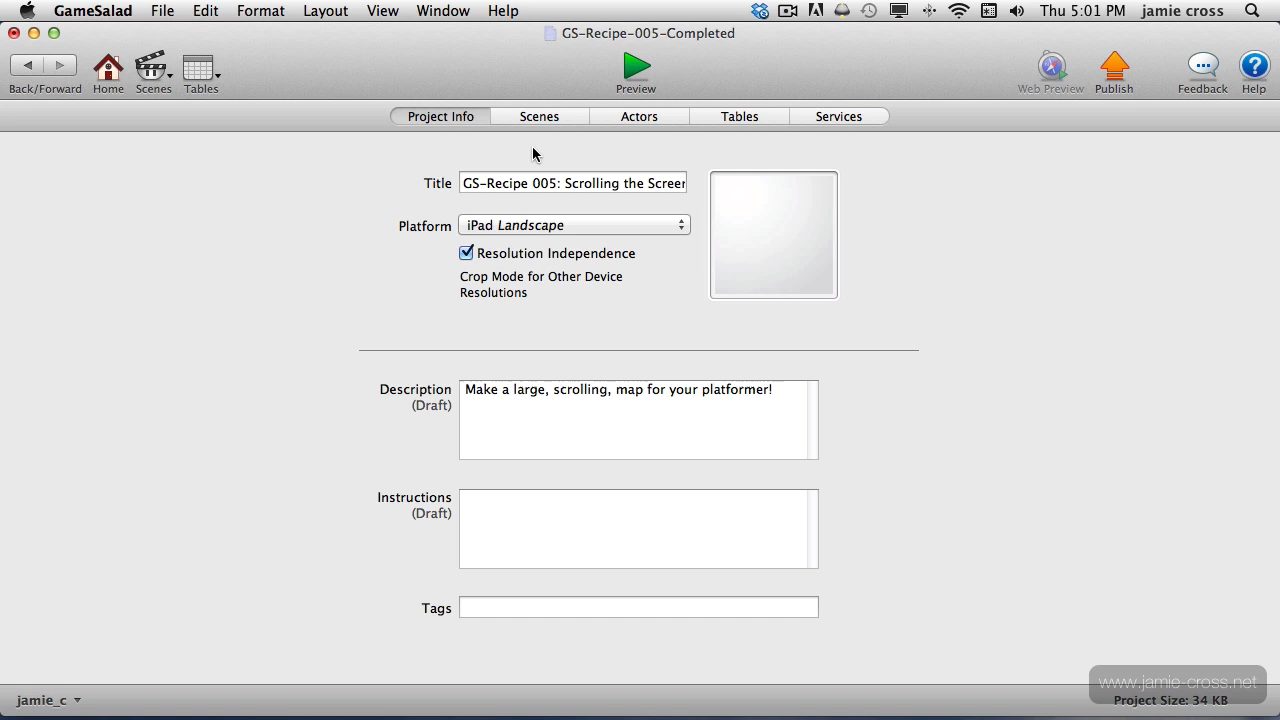 GameSalad File Edit Format Layout View Window Help Thu 5:01 PM jamie cross
GS-Recipe-005-Completed
Back/Forward Home Scenes Tables Preview Web Preview Publish Feedback Help
Project Info Scenes Actors Tables Services
Title GS-Recipe 005: Scrolling the Screen
Platform iPad Landscape
Resolution Independence
Crop Mode for Other Device
Resolutions
Description Make a large, scrolling, map for your platformer!
(Draft)
Instructions
(Draft)
Tags
www.jamie-cross.net
jamie_c Project Size: 34 KB